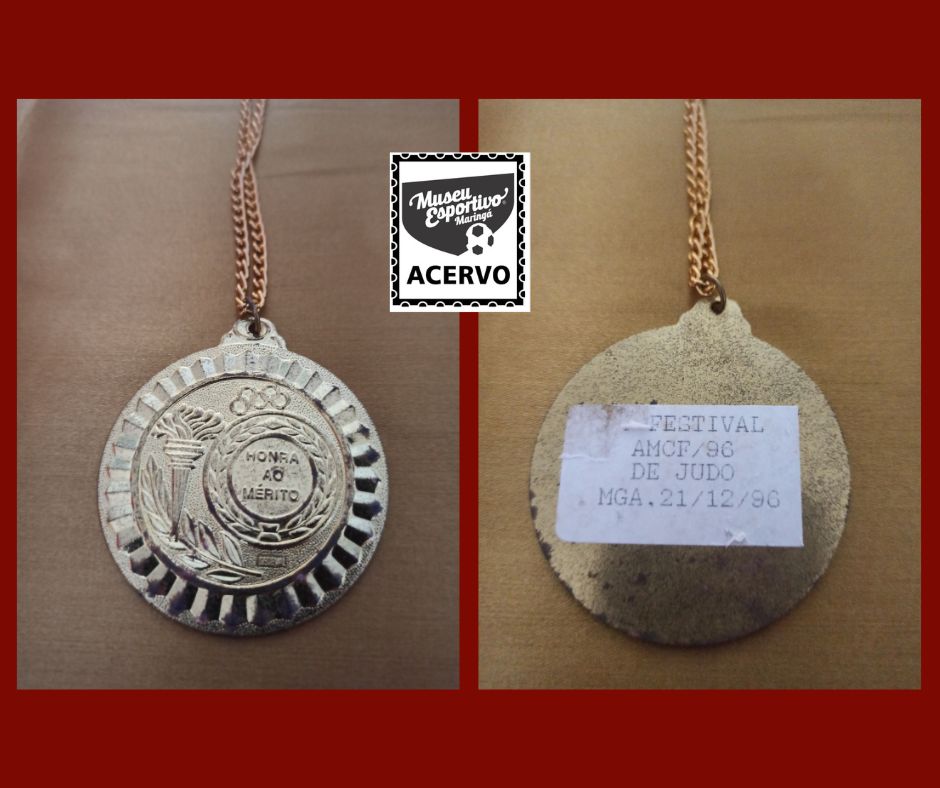 Museu
Esportivo
Maringá
ACERVO
HONRA
AO
MÉRITO
FESTIVAL
AMCF/96
DE JUDO
MGA.21/12/96